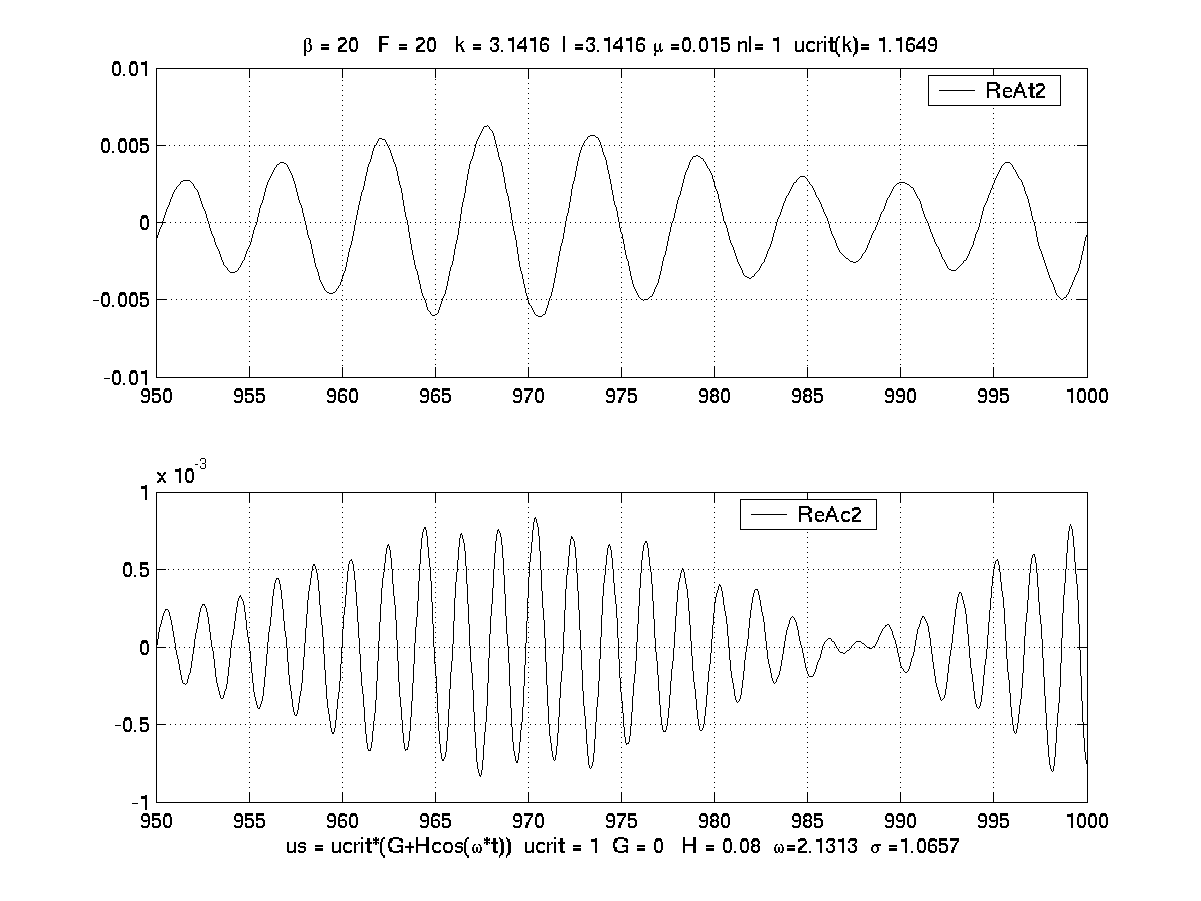 β = 20 F = 20 k = 3.1416 l =3.1416 μ =0.015 nl= 1 ucrit(k)= 1.1649
0.01
ReAt2
0.005
0
-0.005
-0.01
950 955 960 965 970 975 980 985 990 995 1000
x 10^-3
1
ReAc2
0.5
0
-0.5
-1
950 955 960 965 970 975 980 985 990 995 1000
us = ucrit*(G+Hcos(ω*t)) ucrit = 1 G = 0 H = 0.08 ω=2.1313 σ =1.0657